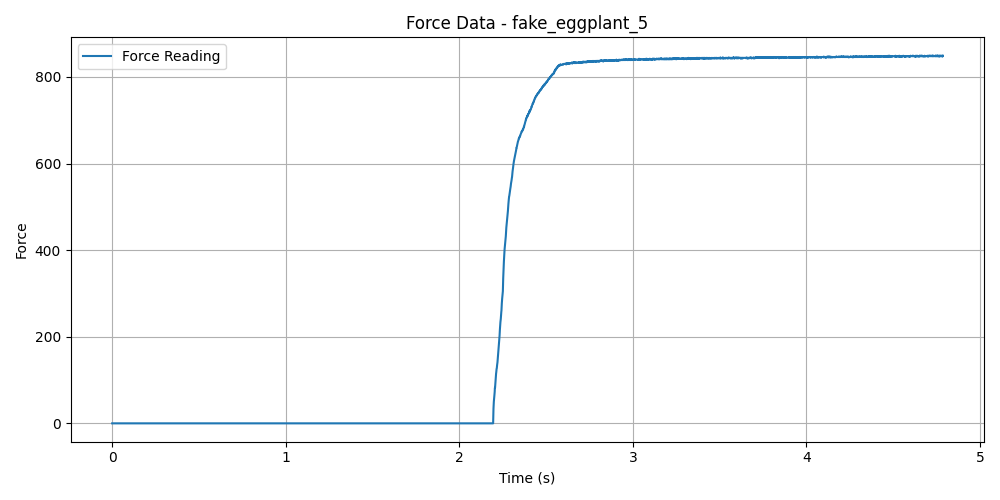 Force Data - fake_eggplant_5
Force Reading
800
600
400
200
0
Force
0 1 2 3 4 5
Time (s)